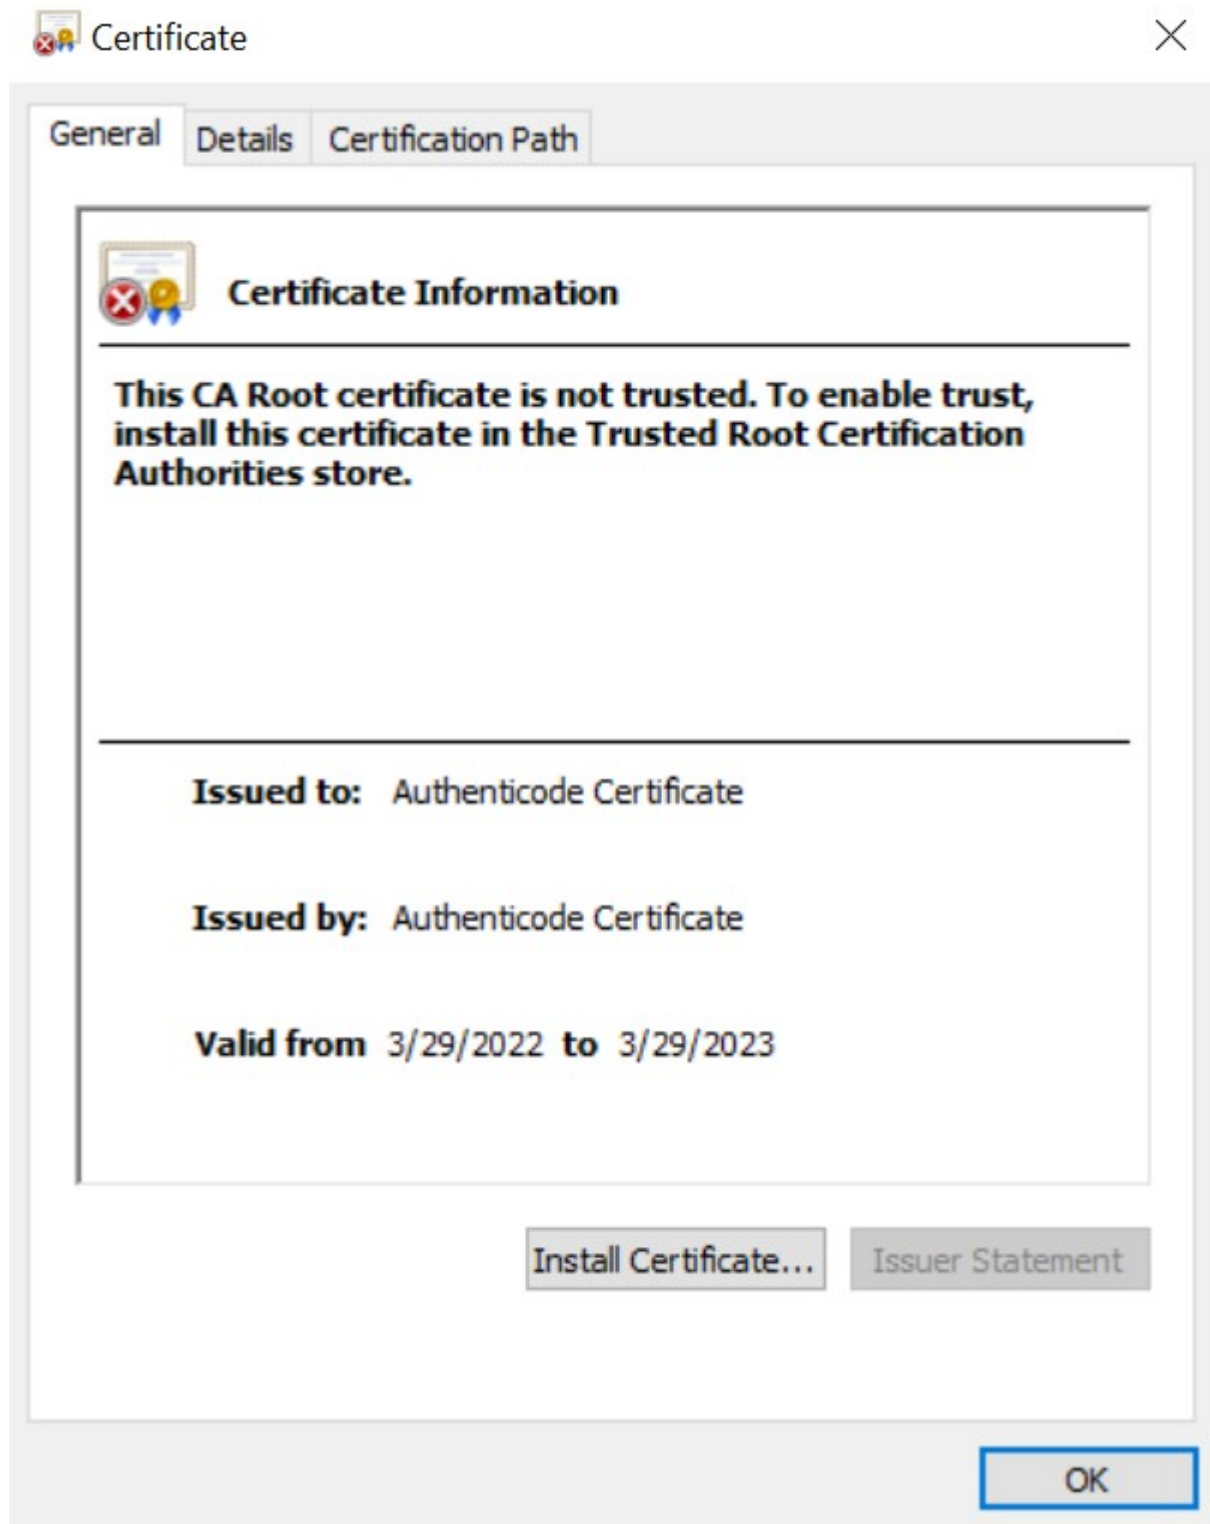 Certificate
General Details Certification Path
Certificate Information
This CA Root certificate is not trusted. To enable trust,
install this certificate in the Trusted Root Certification
Authorities store.
Issued to: Authenticode Certificate
Issued by: Authenticode Certificate
Valid from 3/29/2022 to 3/29/2023
Install Certificate... Issuer Statement
OK